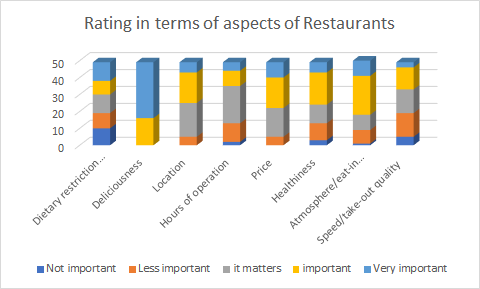 Rating in terms of aspects of Restaurants
50
40
30
20
10
0
Dietary restriction...
Deliciousness
Location
Hours of operation
Price
Healthiness
Atmosphere/eat-in...
Speed/take-out quality
Not important
Less important
it matters
important
Very important